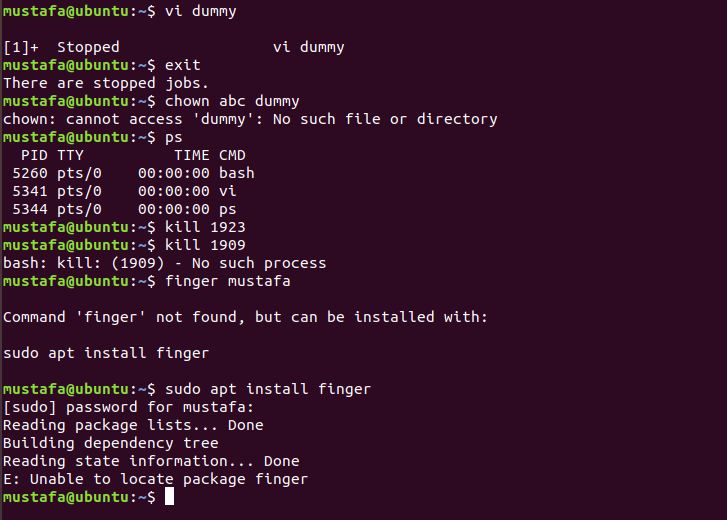 mustafa@ubuntu:~$ vi dummy
[1]+  Stopped                 vi dummy
mustafa@ubuntu:~$ exit
There are stopped jobs.
mustafa@ubuntu:~$ chown abc dummy
chown: cannot access 'dummy': No such file or directory
mustafa@ubuntu:~$ ps
  PID TTY          TIME CMD
 5260 pts/0    00:00:00 bash
 5341 pts/0    00:00:00 vi
 5344 pts/0    00:00:00 ps
mustafa@ubuntu:~$ kill 1923
mustafa@ubuntu:~$ kill 1909
bash: kill: (1909) - No such process
mustafa@ubuntu:~$ finger mustafa
Command 'finger' not found, but can be installed with:
sudo apt install finger
mustafa@ubuntu:~$ sudo apt install finger
[sudo] password for mustafa:
Reading package lists... Done
Building dependency tree
Reading state information... Done
E: Unable to locate package finger
mustafa@ubuntu:~$